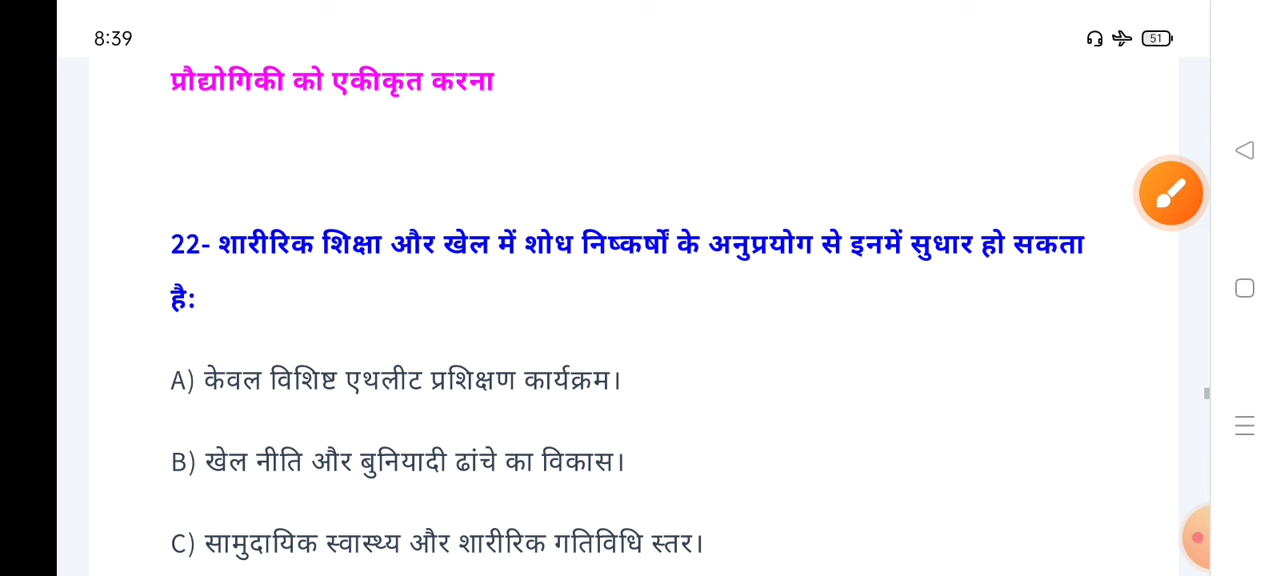 8:39
51
प्रौद्योगिकी को एकीकृत करना
22- शारीरिक शिक्षा और खेल में शोध निष्कर्षों के अनुप्रयोग से इनमें सुधार हो सकता
है:
A) केवल विशिष्ट एथलीट प्रशिक्षण कार्यक्रम।
B) खेल नीति और बुनियादी ढांचे का विकास।
C) सामुदायिक स्वास्थ्य और शारीरिक गतिविधि स्तर।